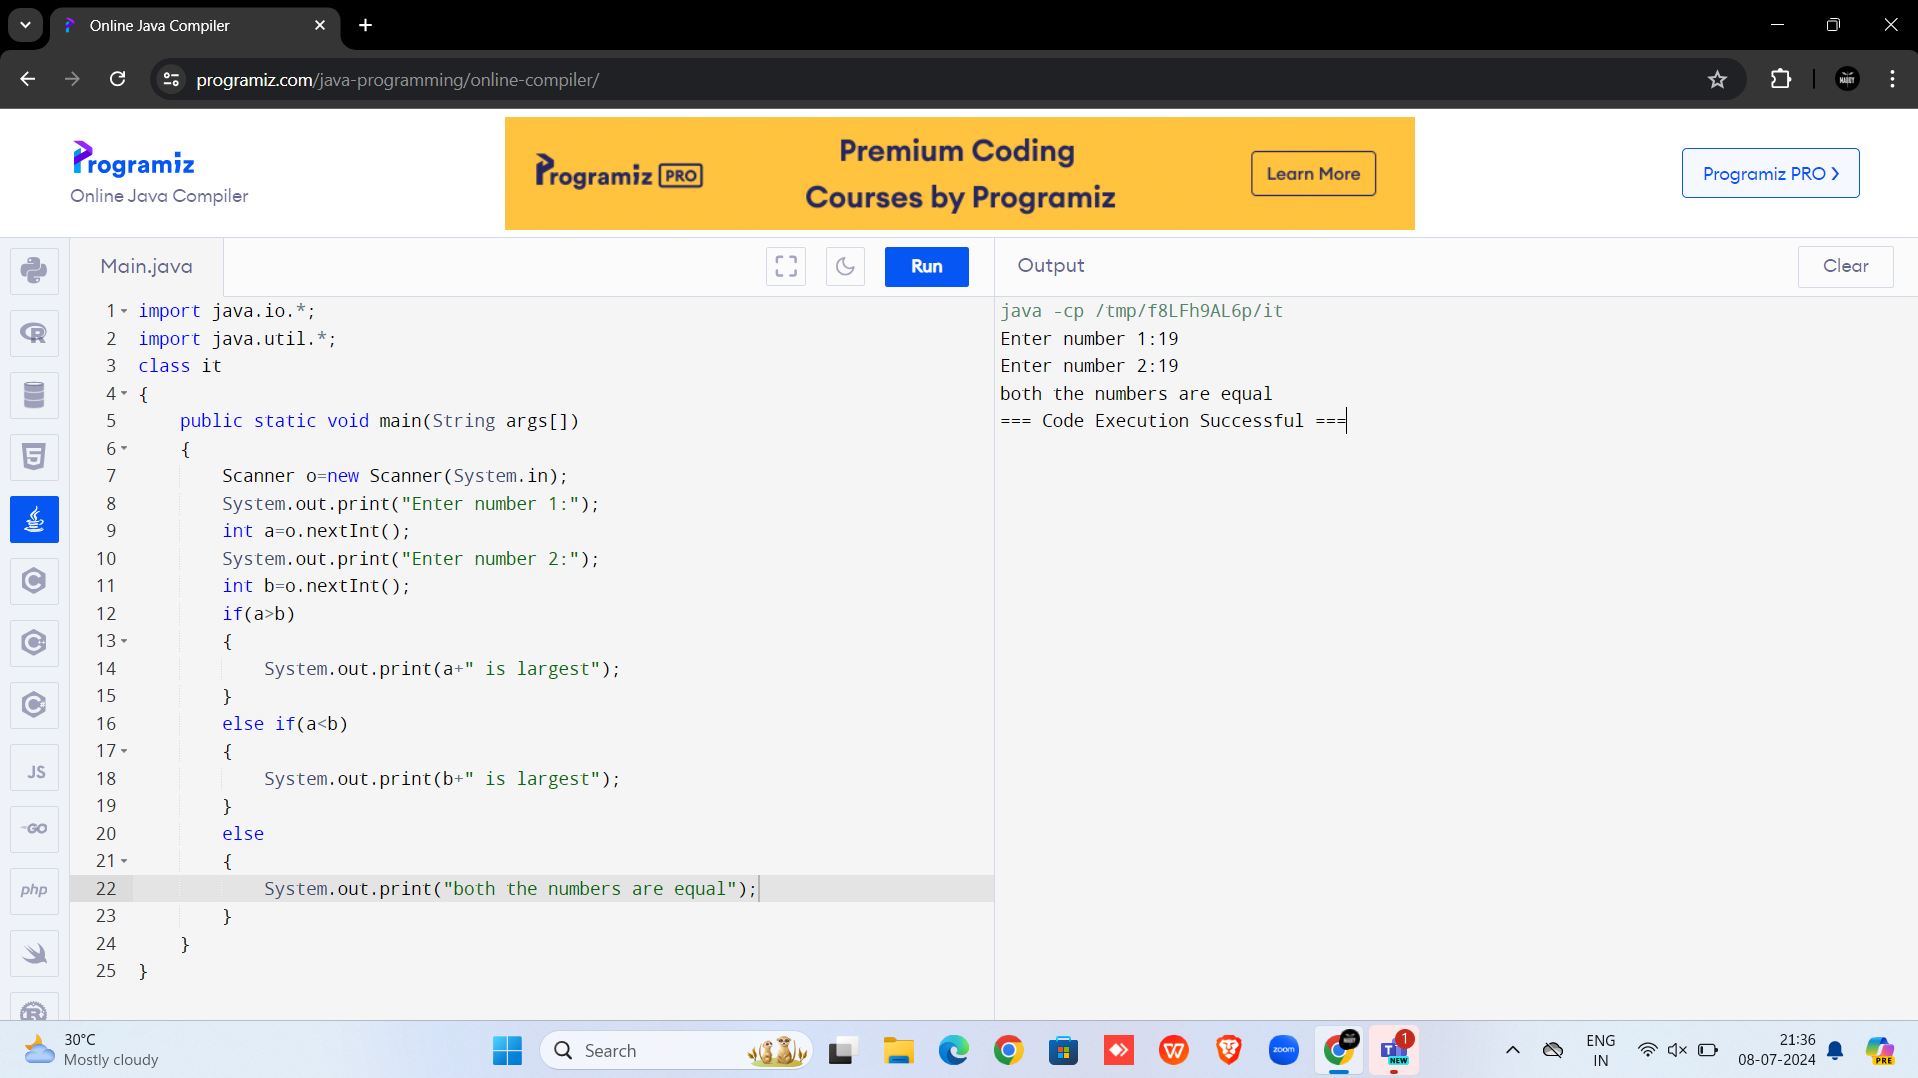 Online Java Compiler
programiz.com/java-programming/online-compiler/
Programiz
Online Java Compiler
Programiz PRO
Premium Coding
Courses by Programiz
Learn More
Programiz PRO
Main.java
Run
1 import java.io.*;
2 import java.util.*;
3 class it
4 {
5 public static void main(String args[])
6 {
7 Scanner o=new Scanner(System.in);
8 System.out.print("Enter number 1:");
9 int a=o.nextInt();
10 System.out.print("Enter number 2:");
11 int b=o.nextInt();
12 if(a>b)
13 {
14 System.out.print(a+" is largest");
15 }
16 else if(a<b)
17 {
18 System.out.print(b+" is largest");
19 }
20 else
21 {
22 System.out.print("both the numbers are equal");
23 }
24 }
25 }
Output
Clear
java -cp /tmp/f8LFh9AL6p/it
Enter number 1:19
Enter number 2:19
both the numbers are equal
=== Code Execution Successful ===
JS
GO
php
30°C
Mostly cloudy
Search
zoom
1
NEW
ENG
IN
21:36
08-07-2024
PRE